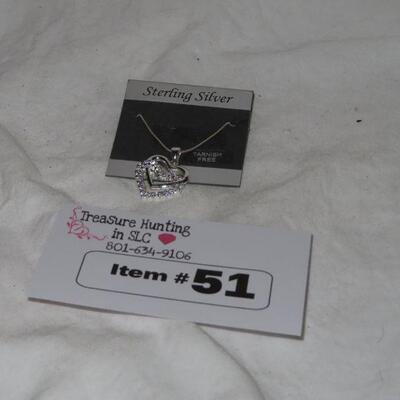 Sterling Silver
TARNISH
FREE
Treasure Hunting
in SLC
801-634-9106
Item # 51